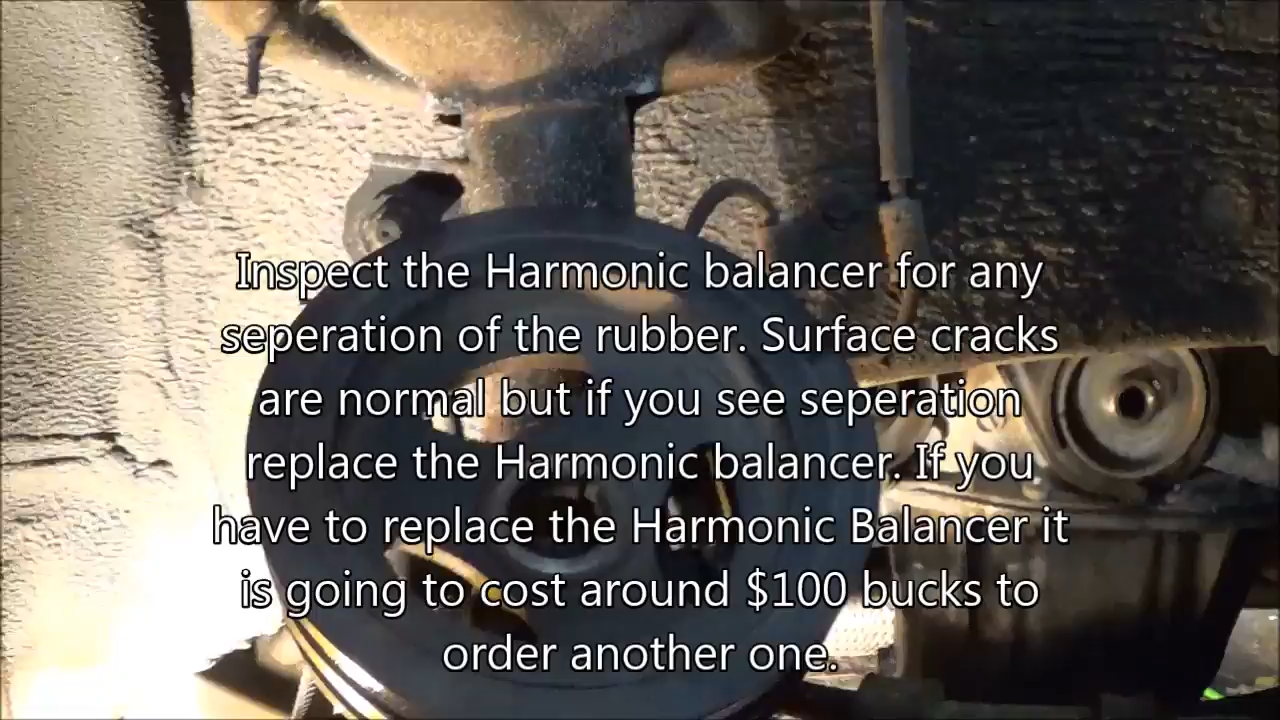 Inspect the Harmonic balancer for any
seperation of the rubber. Surface cracks
are normal but if you see seperation
replace the Harmonic balancer. If you
have to replace the Harmonic Balancer it
is going to cost around $100 bucks to
order another one.